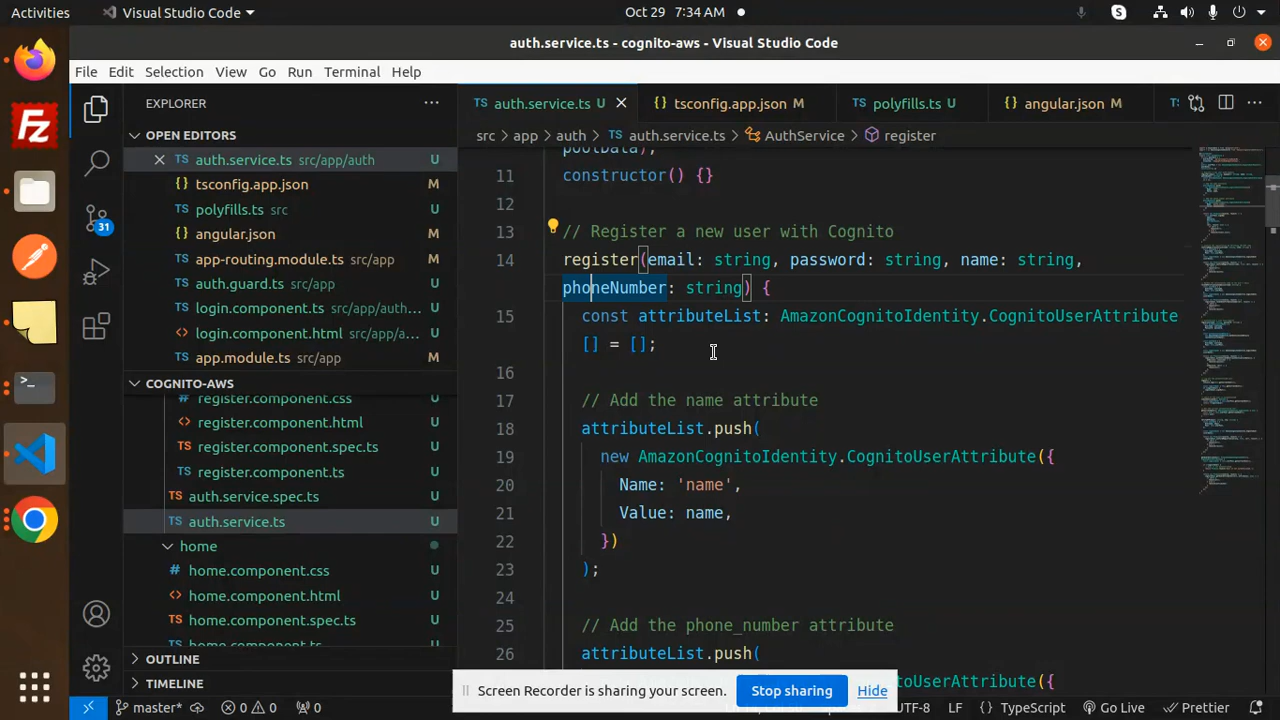 Activities
Visual Studio Code
Oct 29 7:34 AM
auth.service.ts - cognito-aws - Visual Studio Code
File Edit Selection View Go Run Terminal Help
EXPLORER
OPEN EDITORS
auth.service.ts src/app/auth U
tsconfig.app.json M
polyfills.ts src U
angular.json M
app-routing.module.ts src/app M
auth.guard.ts src/app U
login.component.ts src/app/aut... U
login.component.html src/app/a... U
app.module.ts src/app M
COGNITO-AWS
register.component.css U
register.component.html U
register.component.spec.ts U
register.component.ts U
auth.service.spec.ts U
auth.service.ts U
home
home.component.css U
home.component.html U
home.component.spec.ts U
home.component.ts U
OUTLINE
TIMELINE
auth.service.ts U
tsconfig.app.json M
polyfills.ts U
angular.json M
src > app > auth > auth.service.ts > AuthService > register
poolData);
11 constructor() {}
12
13 // Register a new user with Cognito
14 register(email: string, password: string, name: string,
phoneNumber: string) {
15 const attributeList: AmazonCognitoIdentity.CognitoUserAttribute
[] = [];
16
17 // Add the name attribute
18 attributeList.push(
19 new AmazonCognitoIdentity.CognitoUserAttribute({
20 Name: 'name',
21 Value: name,
22 })
23 );
24
25 // Add the phone_number attribute
26 attributeList.push(
UserAttribute({
Screen Recorder is sharing your screen.
Stop sharing
Hide
31
master*
0 0
0
UTF-8
LF
{} TypeScript
Go Live
Prettier